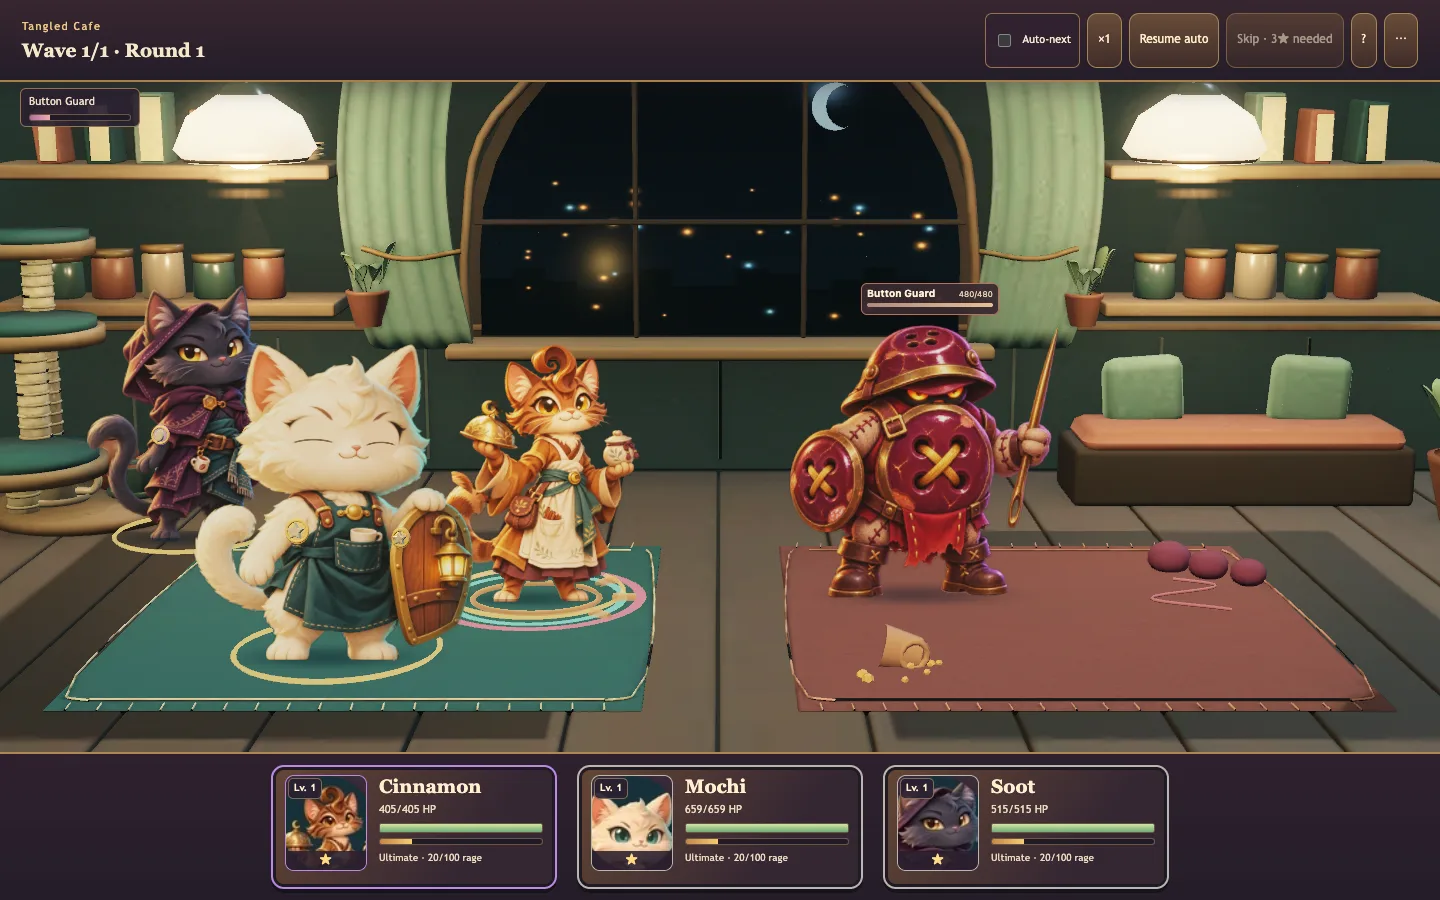 Tangled Cafe
Wave 1/1 · Round 1
Auto-next
×1
Resume auto
Skip · 3★ needed
?
···
Button Guard
Button Guard 480/480
Lv. 1
Cinnamon
405/405 HP
Ultimate · 20/100 rage
Lv. 1
Mochi
659/659 HP
Ultimate · 20/100 rage
Lv. 1
Soot
515/515 HP
Ultimate · 20/100 rage